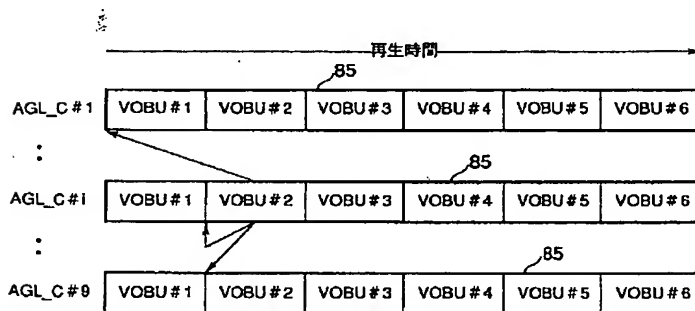 再生時間
85
AGL_C#1 VOBU#1 VOBU#2 VOBU#3 VOBU#4 VOBU#5 VOBU#6
85
AGL_C#i VOBU#1 VOBU#2 VOBU#3 VOBU#4 VOBU#5 VOBU#6
85
AGL_C#9 VOBU#1 VOBU#2 VOBU#3 VOBU#4 VOBU#5 VOBU#6